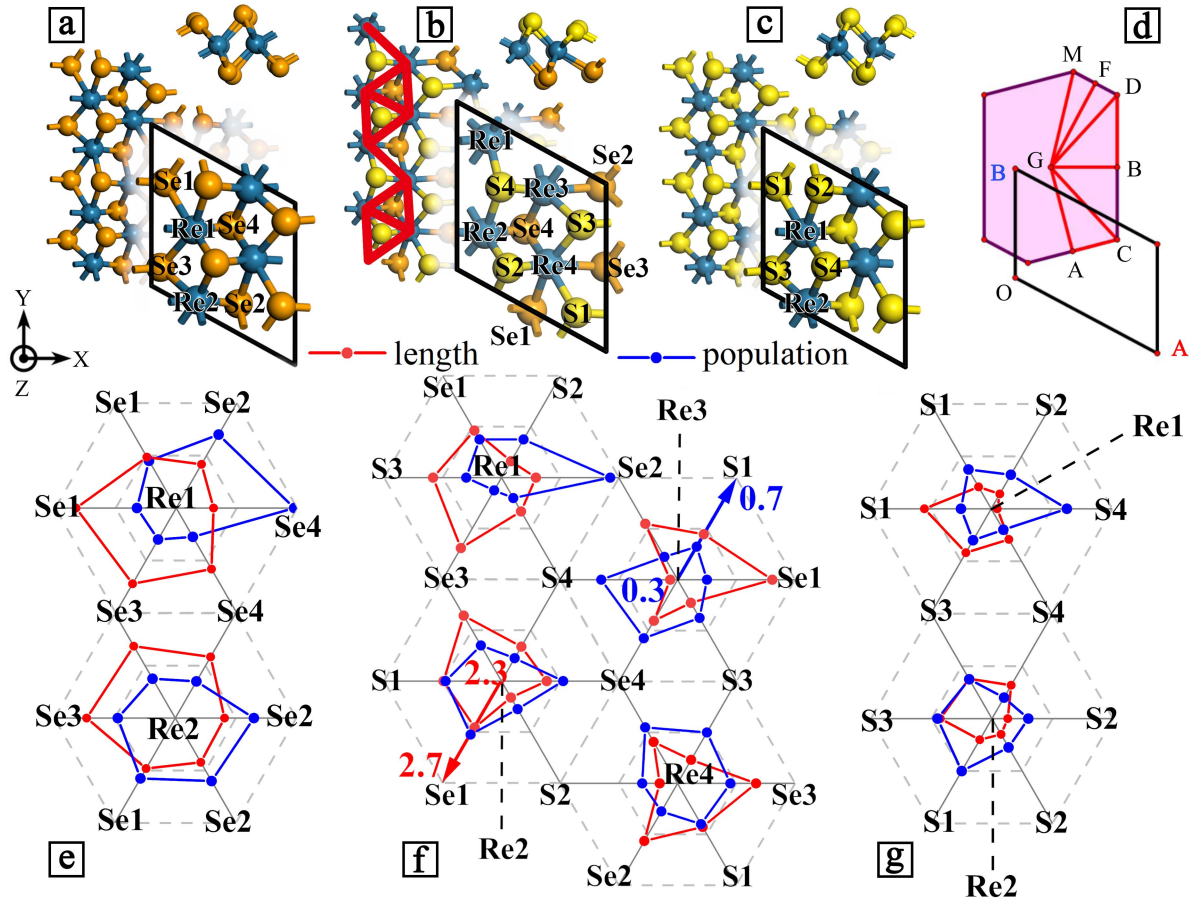 a
b
c
d
Se1
Re1
Se4
Se3
Re2
Se2
Re1
Se2
S4
Re3
S3
Re2
Se4
S2
Re4
Se3
S1
Se1
S1
S2
Re1
S3
S4
Re2
M
F
D
G
B
B
A
C
O
A
Y
X
Z
length
population
Se1
Se2
Se1
Re1
Se4
Se3
Se4
Se3
Re2
Se2
Se1
Se2
e
Se1
S2
Re3
S3
Re1
Se2
S1
0.7
Se3
S4
0.3
Se1
S1
2.3
Se4
S3
2.7
Se1
S2
Re4
Se3
Re2
Se2
S1
f
S1
S2
Re1
S1
S4
S3
S4
S3
S2
S1
S2
Re2
g